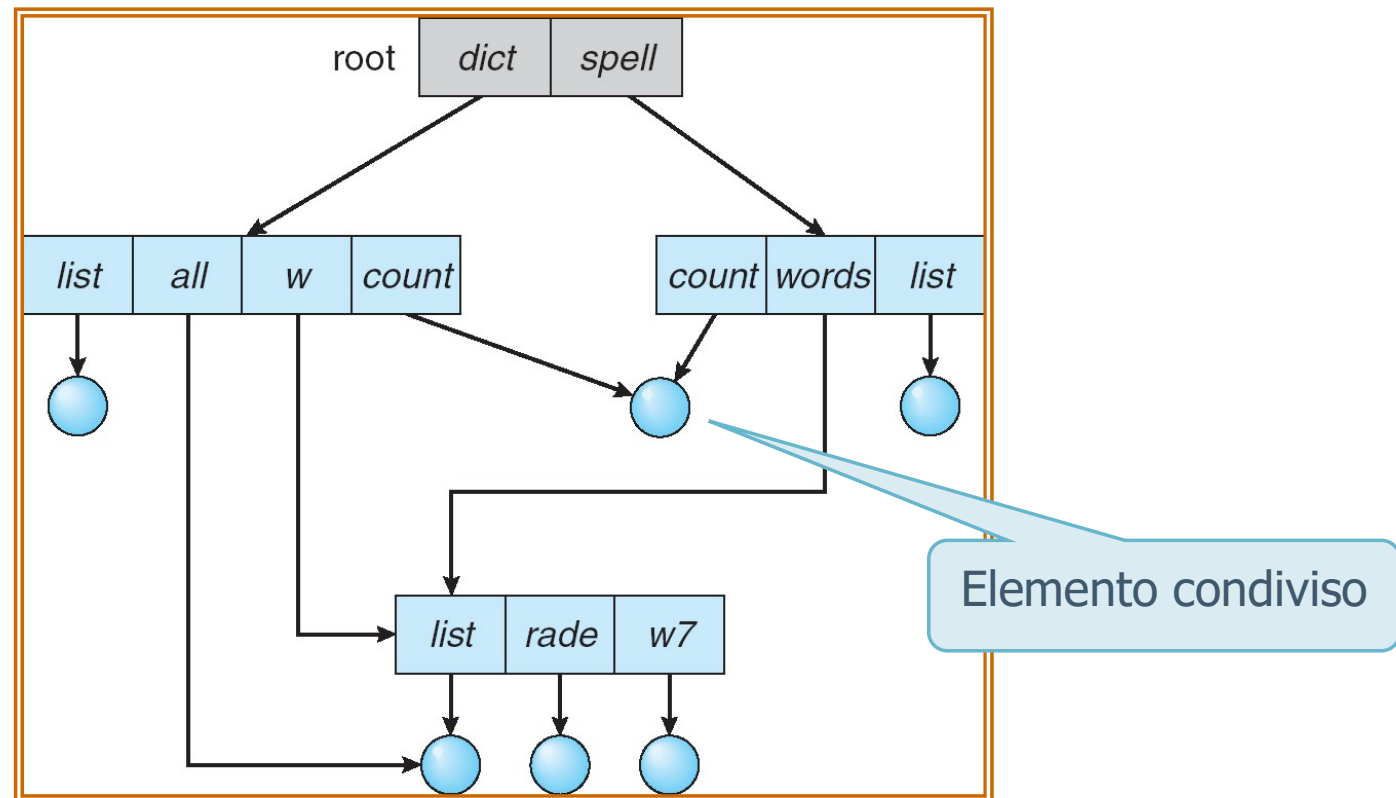 root dict spell
list all w count count words list
Elemento condiviso
list rade w7